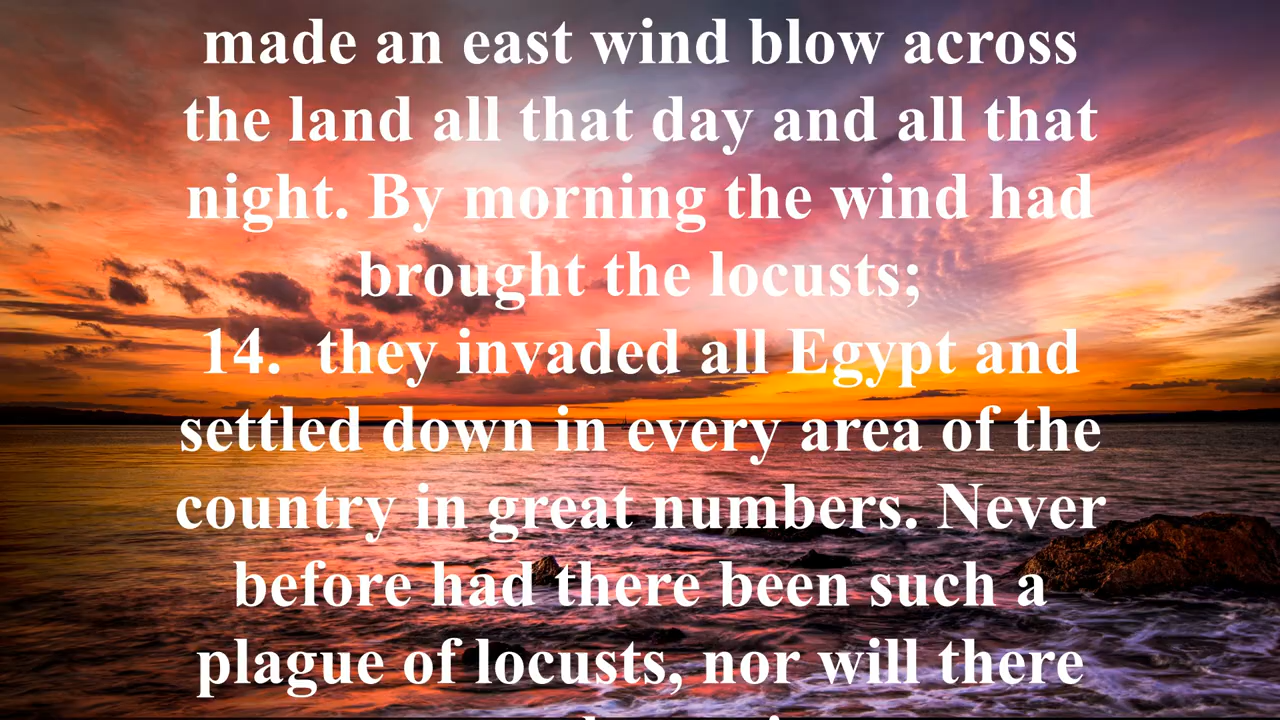 made an east wind blow across
the land all that day and all that
night. By morning the wind had
brought the locusts;
14.  they invaded all Egypt and
settled down in every area of the
country in great numbers. Never
before had there been such a
plague of locusts, nor will there